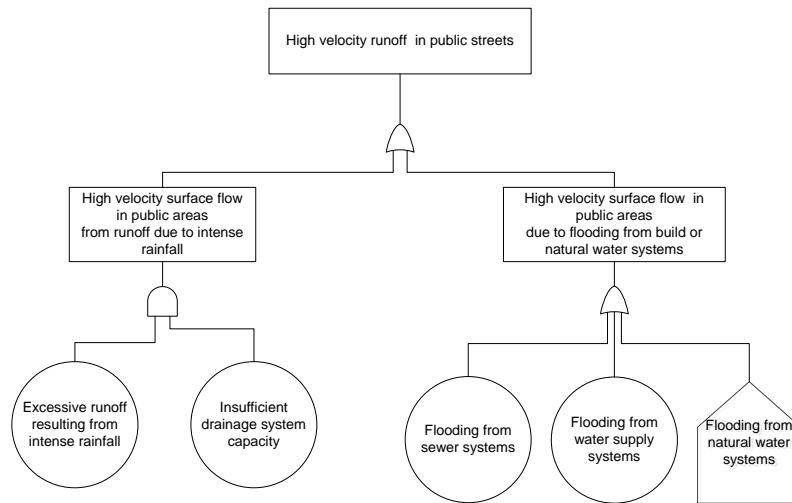 High velocity runoff  in public streets
High velocity surface flow
in public areas
from runoff due to intense
rainfall
High velocity surface flow  in
public areas
due to flooding from build or
natural water systems
Excessive runoff
resulting from
intense rainfall
Insufficient
drainage system
capacity
Flooding from
sewer systems
Flooding from
water supply
systems
Flooding from
natural water
systems